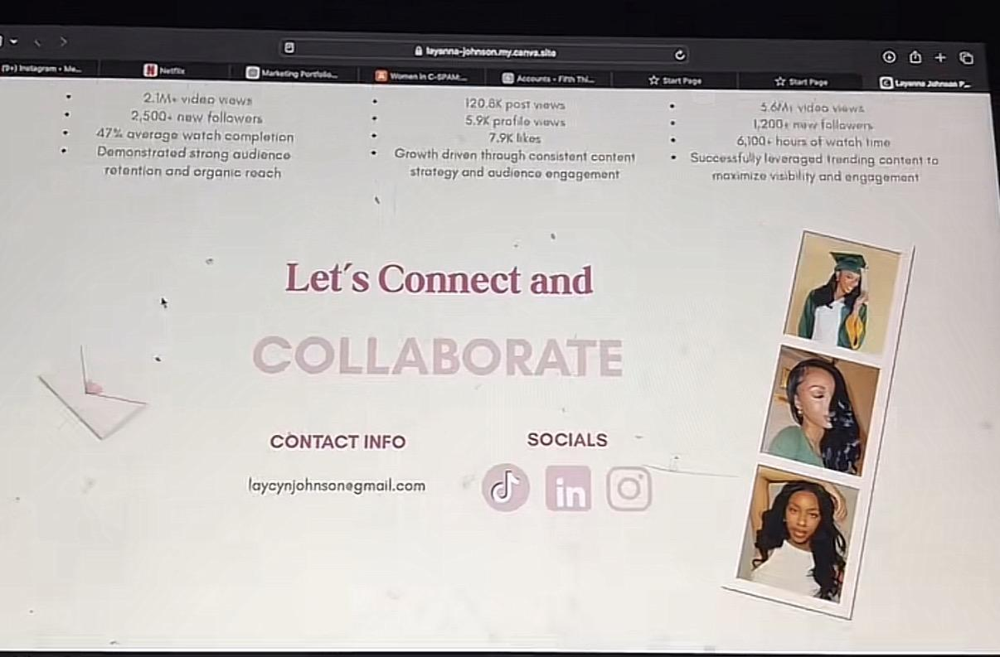 layanna-johnson.my.canva.site
(9+) Instagram • Me...
Netflix
Marketing Portfolio...
Women in C-SPAM:...
Accounts - Fifth Thi...
Start Page
Start Page
Layanna Johnson P...
2.1M+ video views
2,500+ new followers
47% average watch completion
Demonstrated strong audience
retention and organic reach
120.8K post views
5.9K profile views
7.9K likes
Growth driven through consistent content
strategy and audience engagement
5.6M+ video views
1,200+ new followers
6,100+ hours of watch time
Successfully leveraged trending content to
maximize visibility and engagement
Let's Connect and
COLLABORATE
CONTACT INFO
laycynjohnson@gmail.com
SOCIALS
in